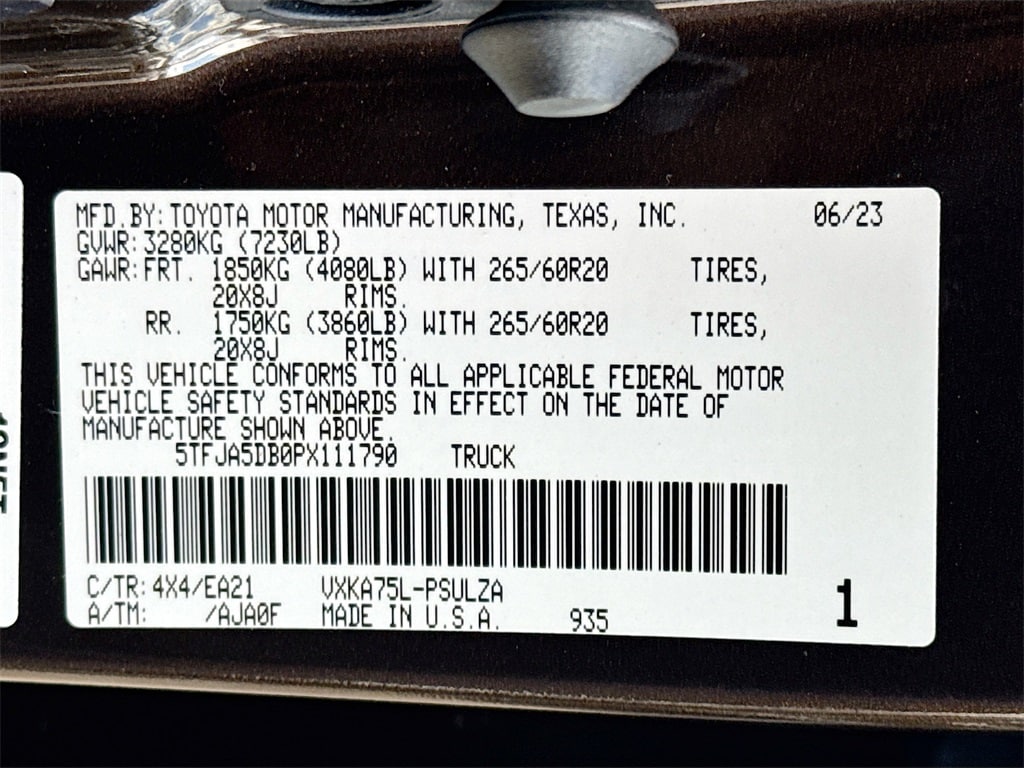 MFD.BY:TOYOTA MOTOR MANUFACTURING, TEXAS, INC. 06/23
GVWR:3280KG (7230LB)
GAWR:FRT. 1850KG (4080LB) WITH 265/60R20 TIRES,
20X8J RIMS.
RR. 1750KG (3860LB) WITH 265/60R20 TIRES,
20X8J RIMS.
THIS VEHICLE CONFORMS TO ALL APPLICABLE FEDERAL MOTOR
VEHICLE SAFETY STANDARDS IN EFFECT ON THE DATE OF
MANUFACTURE SHOWN ABOVE.
5TFJA5DB0PX111790 TRUCK
C/TR:4X4/EA21 VXKA75L-PSULZA
A/TM: /AJA0F MADE IN U.S.A. 935 1